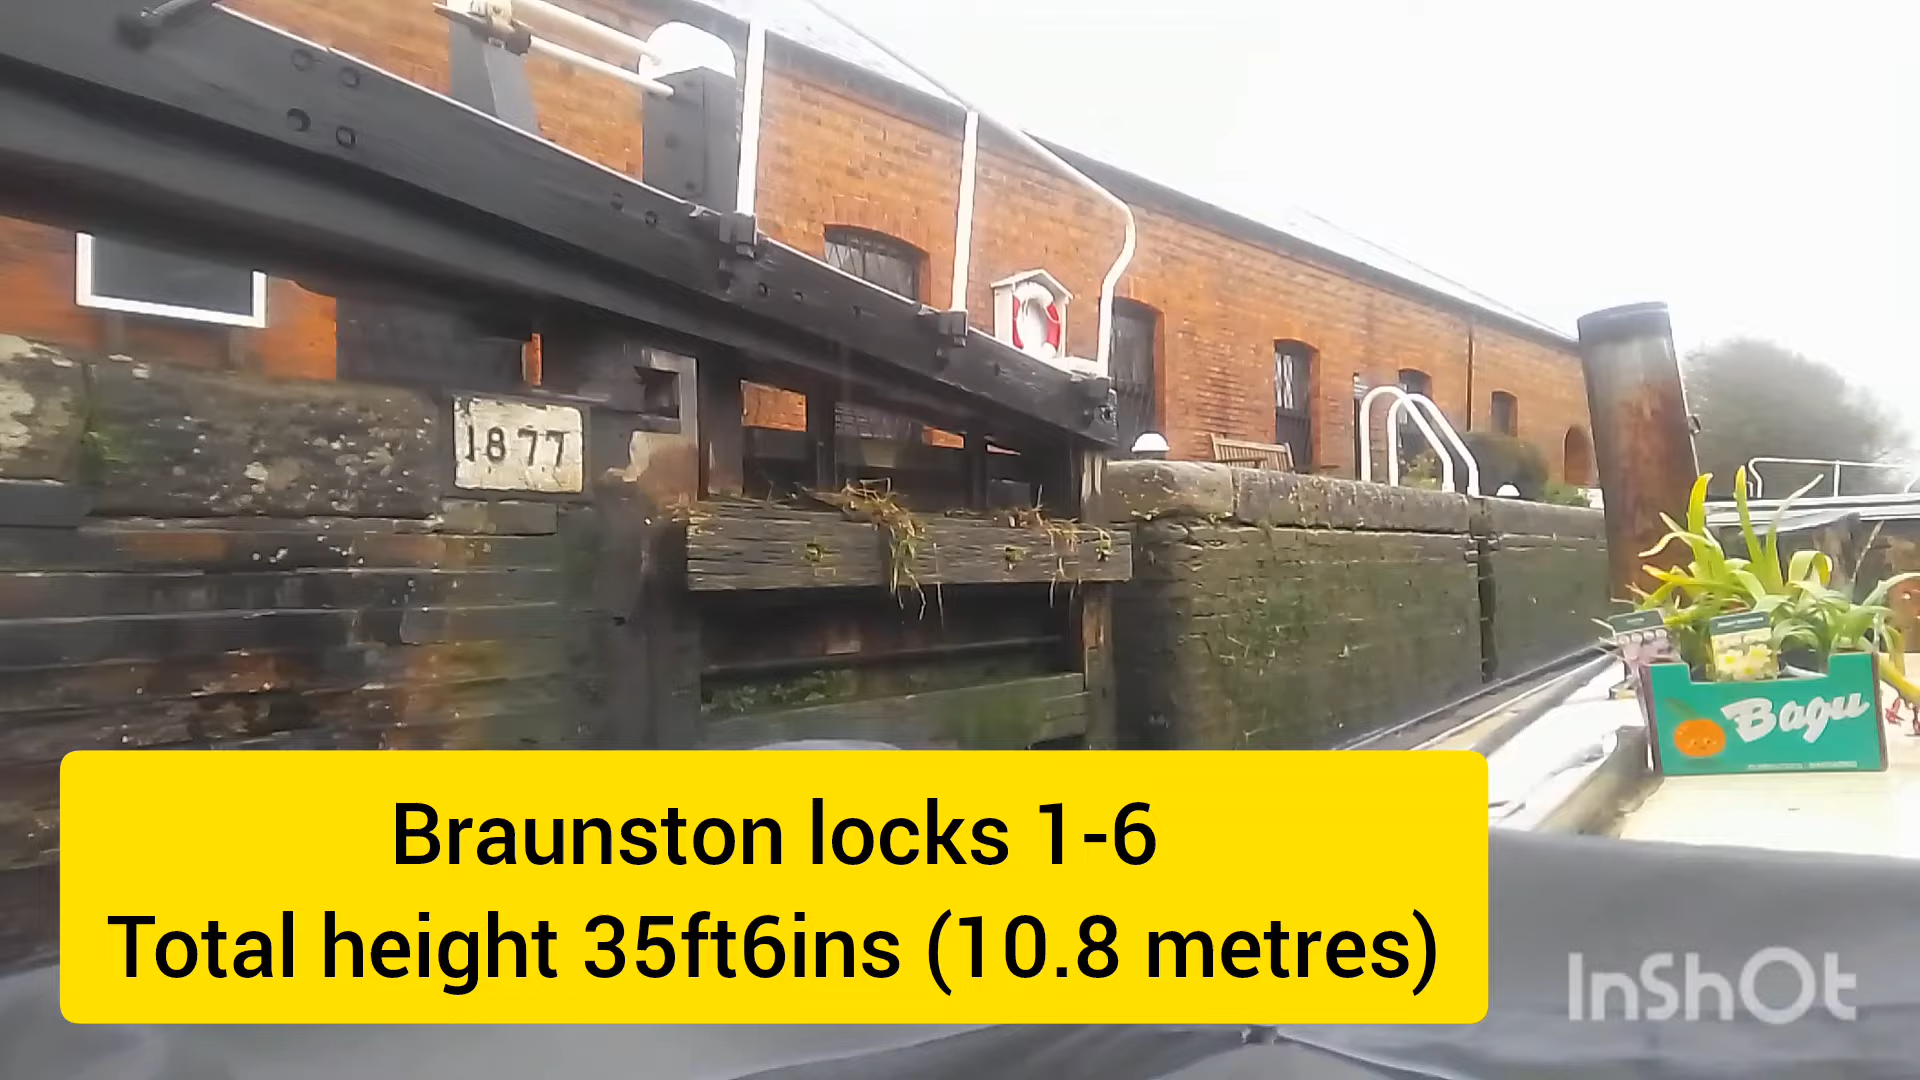 1877
Bagu
Braunston locks 1-6
Total height 35ft6ins (10.8 metres)
InShOt